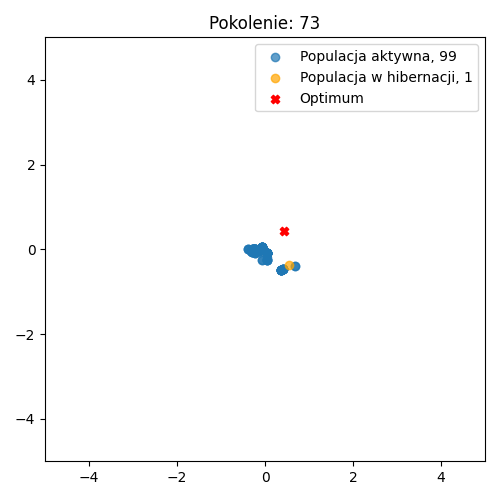 Pokolenie: 73
Populacja aktywna, 99
Populacja w hibernacji, 1
Optimum
4
2
0
−2
−4
−4
−2
0
2
4